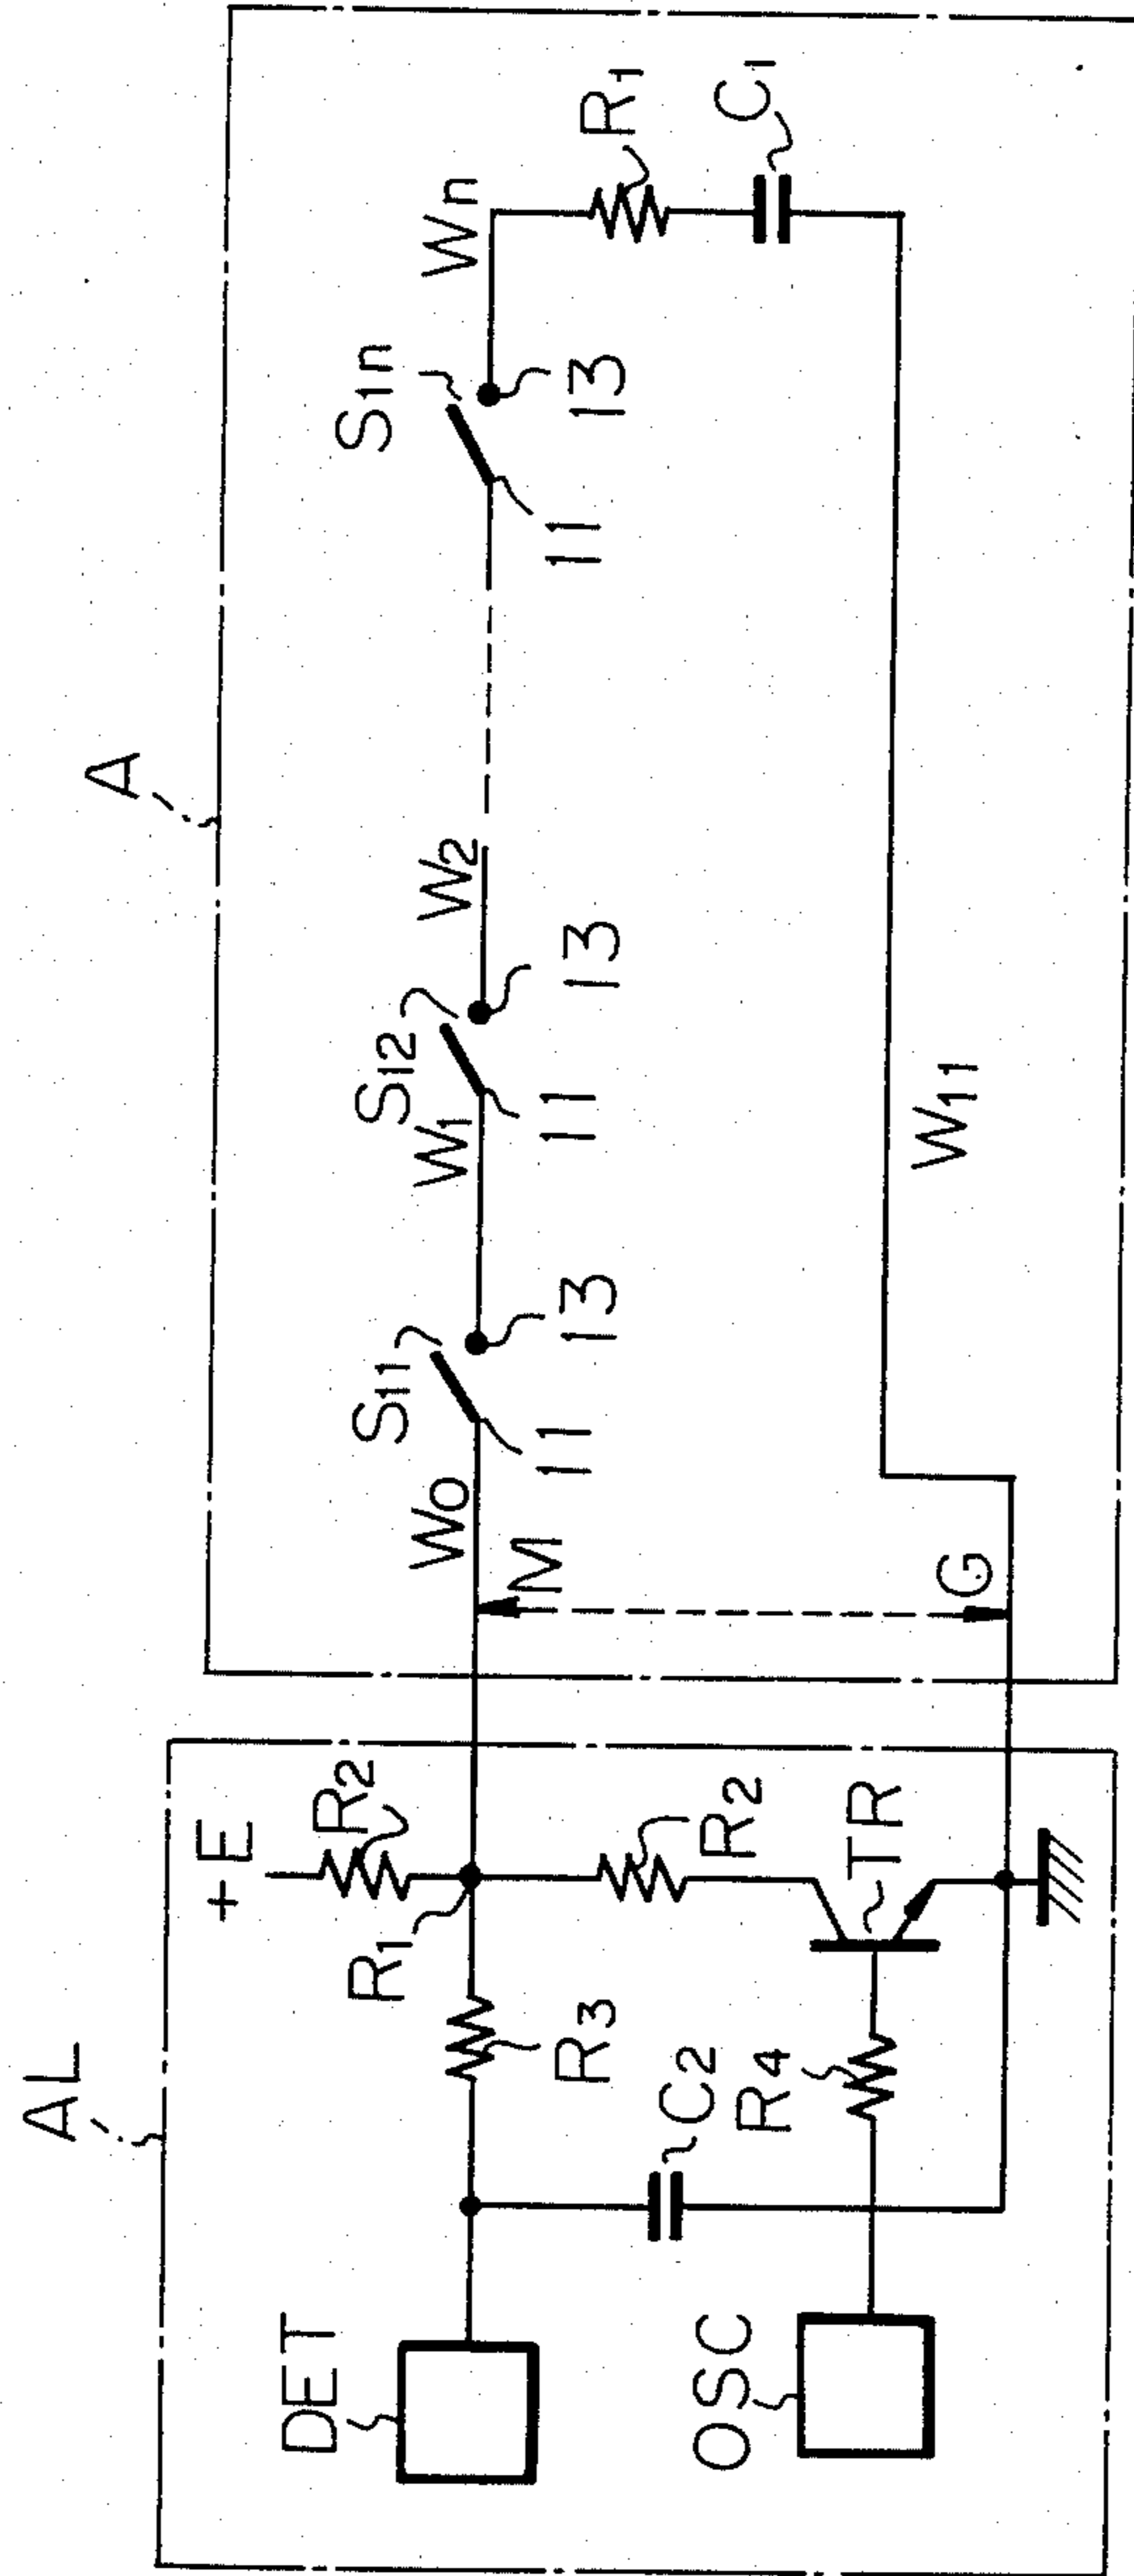 A
AL
+E
R2
R1
R3
DET
C2
R4
OSC
R2
TR
W0
M
G
S11
11
13
W1
S12
11
13
W2
S1n
11
13
Wn
R1
C1
W11